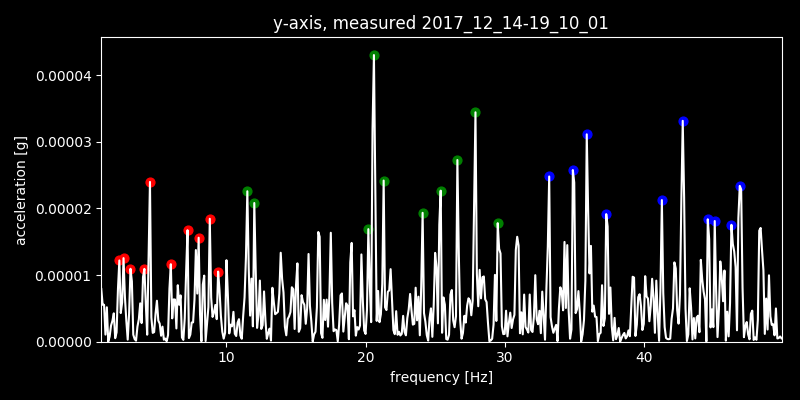 y-axis, measured 2017_12_14-19_10_01
0.00004
0.00003
0.00002
0.00001
0.00000
acceleration [g]
10 20 30 40
frequency [Hz]